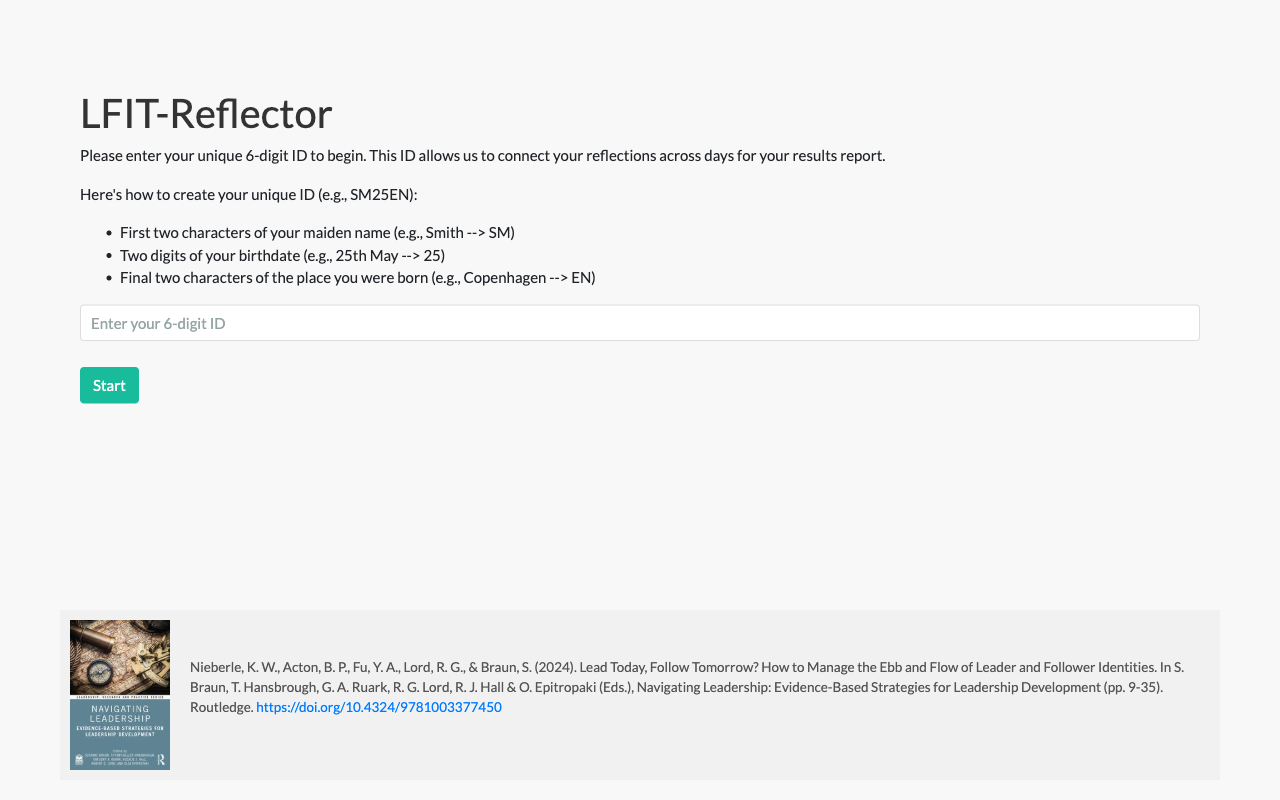 LFIT-Reflector
Please enter your unique 6-digit ID to begin. This ID allows us to connect your reflections across days for your results report.
Here's how to create your unique ID (e.g., SM25EN):
• First two characters of your maiden name (e.g., Smith --> SM)
• Two digits of your birthdate (e.g., 25th May --> 25)
• Final two characters of the place you were born (e.g., Copenhagen --> EN)
Enter your 6-digit ID
Start
LEADERSHIP: RESEARCH AND PRACTICE SERIES
NAVIGATING
LEADERSHIP
EVIDENCE-BASED STRATEGIES FOR
LEADERSHIP DEVELOPMENT
Nieberle, K. W., Acton, B. P., Fu, Y. A., Lord, R. G., & Braun, S. (2024). Lead Today, Follow Tomorrow? How to Manage the Ebb and Flow of Leader and Follower Identities. In S.
Braun, T. Hansbrough, G. A. Ruark, R. G. Lord, R. J. Hall & O. Epitropaki (Eds.), Navigating Leadership: Evidence-Based Strategies for Leadership Development (pp. 9-35).
Routledge. https://doi.org/10.4324/9781003377450